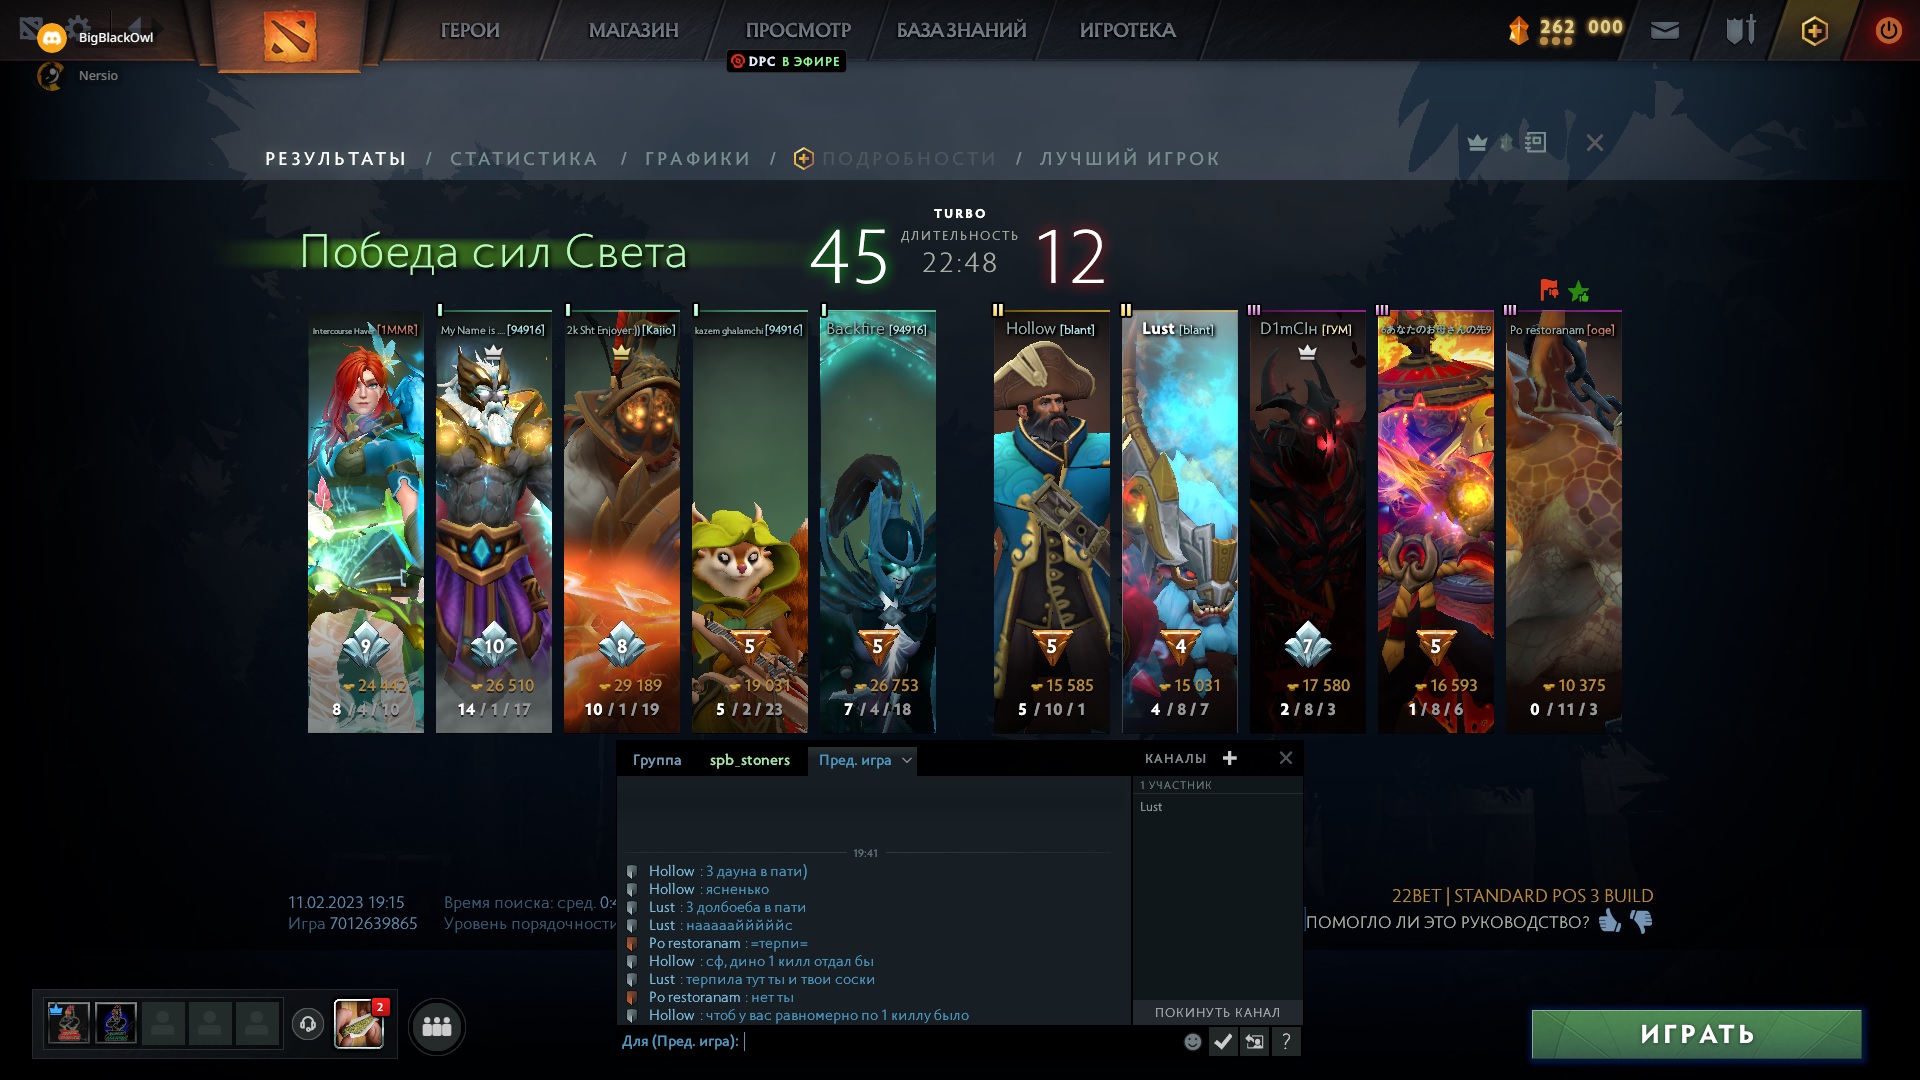 BigBlackOwl
ГЕРОИ
МАГАЗИН
ПРОСМОТР
БАЗА ЗНАНИЙ
ИГРОТЕКА
262 000
DPC В ЭФИРЕ
Nersio
РЕЗУЛЬТАТЫ / СТАТИСТИКА / ГРАФИКИ / ПОДРОБНОСТИ / ЛУЧШИЙ ИГРОК
TURBO
Победа сил Света
45
ДЛИТЕЛЬНОСТЬ
22:48
12
Intercourse Have [1MMR]
My Name is ... [94916]
2k Sht Enjoyer:)) [Kajio]
kazem ghalamchi [94916]
Backfire [94916]
Hollow [blant]
Lust [blant]
D1mCIн [ГУМ]
あなたのお母さんの先9
Po restoranam [oge]
9
10
8
5
5
5
4
7
5
24 442
26 510
29 189
19 031
26 753
15 585
15 031
17 580
16 593
10 375
8 / 4 / 10
14 / 1 / 17
10 / 1 / 19
5 / 2 / 23
7 / 4 / 18
5 / 10 / 1
4 / 8 / 7
2 / 8 / 3
1 / 8 / 6
0 / 11 / 3
Группа
spb_stoners
Пред. игра
КАНАЛЫ
1 УЧАСТНИК
Lust
19:41
Hollow : 3 дауна в пати)
Hollow : ясненько
Lust : 3 долбоеба в пати
Lust : нааааайййййс
Po restoranam : =терпи=
Hollow : сф, дино 1 килл отдал бы
Lust : терпила тут ты и твои соски
Po restoranam : нет ты
Hollow : чтоб у вас равномерно по 1 киллу было
ПОКИНУТЬ КАНАЛ
Для (Пред. игра):
?
11.02.2023 19:15
Время поиска: сред. 0:4
Игра 7012639865
Уровень порядочности
22BET | STANDARD POS 3 BUILD
ПОМОГЛО ЛИ ЭТО РУКОВОДСТВО?
2
ИГРАТЬ